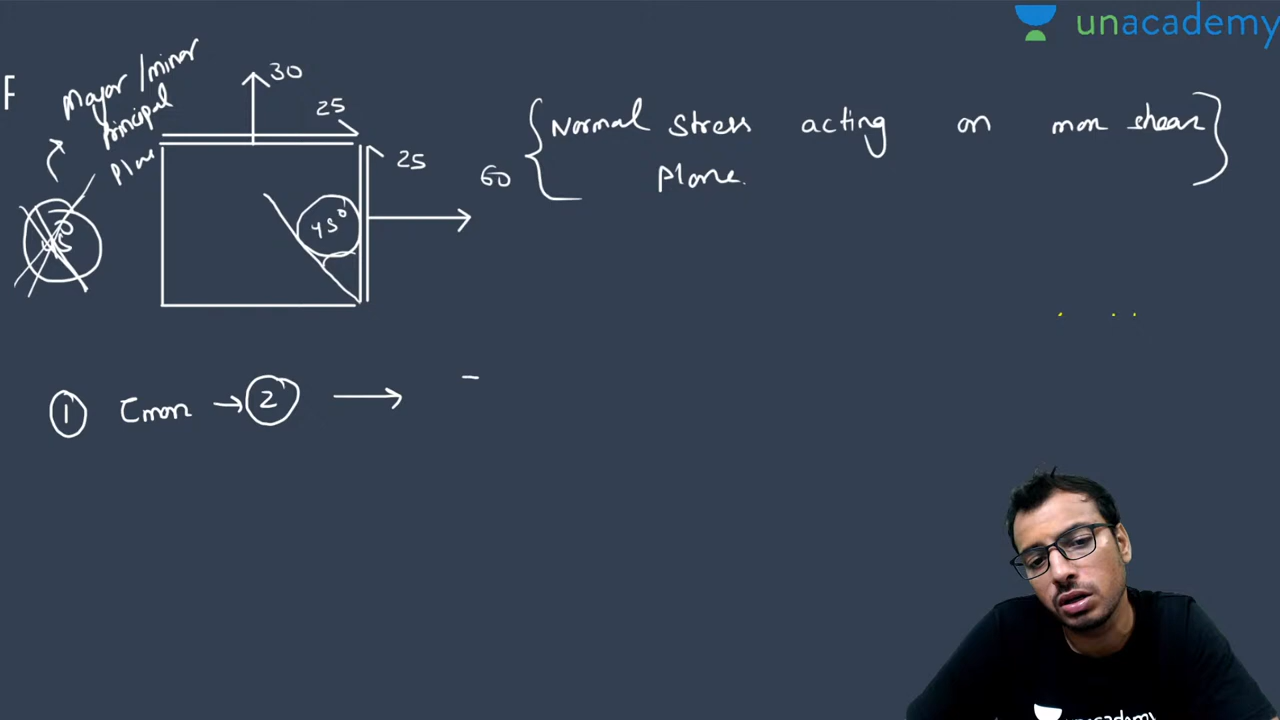 unacademy
F
Major/minor
principal
plane
30
25
25
60
45°
{Normal stress acting on max shear}
plane.
① τmax → ② →